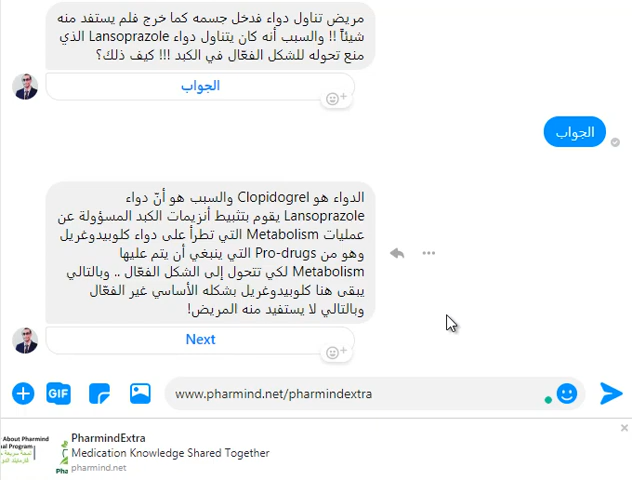 مريض تناول دواء فدخل جسمه كما خرج فلم يستفد منه
شيئاً !! والسبب أنه كان يتناول دواء Lansoprazole الذي
منع تحوله للشكل الفعّال في الكبد !!! كيف ذلك؟
الجواب
الجواب
الدواء هو Clopidogrel والسبب هو أنّ دواء
Lansoprazole يقوم بتثبيط أنزيمات الكبد المسؤولة عن
عمليات Metabolism التي تطرأ على دواء كلوبيدوغريل
وهو من Pro-drugs التي ينبغي أن يتم عليها
Metabolism لكي تتحول إلى الشكل الفعّال .. وبالتالي
يبقى هنا كلوبيدوغريل بشكله الأساسي غير الفعّال
وبالتالي لا يستفيد منه المريض!
Next
GIF
www.pharmind.net/pharmindextra
About Pharmind
al Program
PharmindExtra
Medication Knowledge Shared Together
pharmind.net